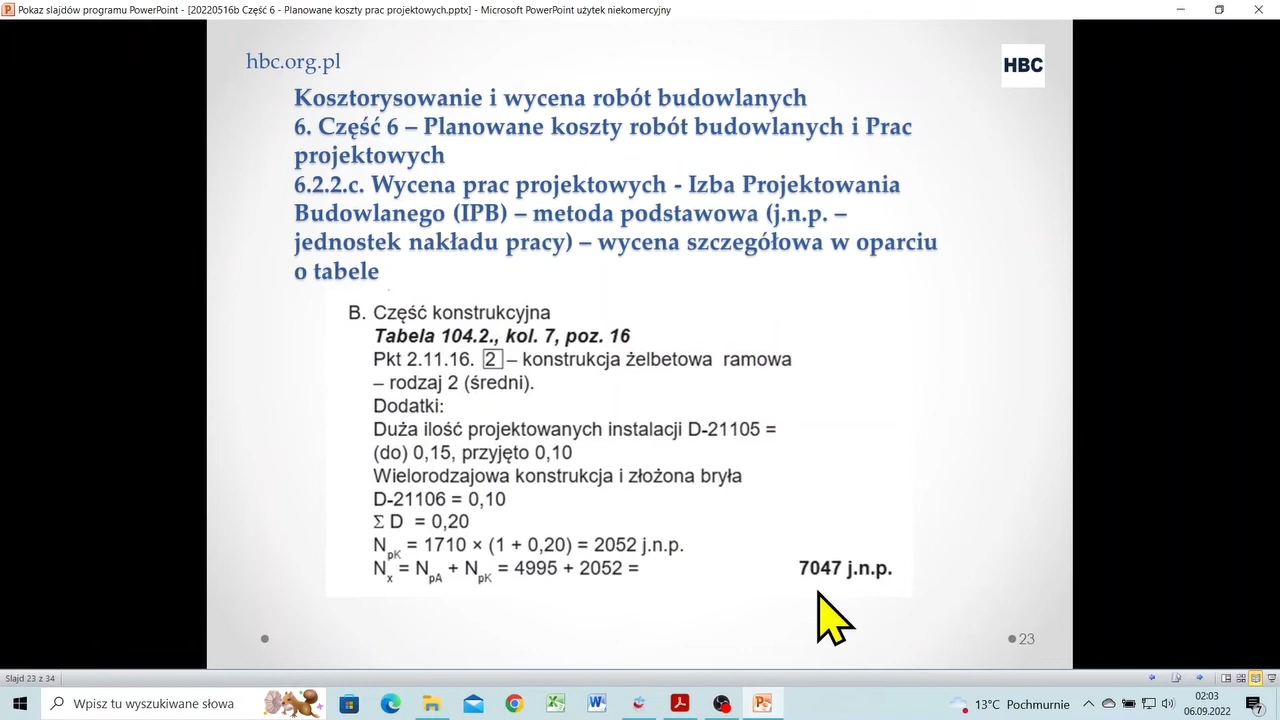 Pokaz slajdów programu PowerPoint - [20220516b Część 6 - Planowane koszty prac projektowych.pptx] - Microsoft PowerPoint użytek niekomercyjny
hbc.org.pl
HBC
Kosztorysowanie i wycena robót budowlanych
6. Część 6 – Planowane koszty robót budowlanych i Prac
projektowych
6.2.2.c. Wycena prac projektowych - Izba Projektowania
Budowlanego (IPB) – metoda podstawowa (j.n.p. –
jednostek nakładu pracy) – wycena szczegółowa w oparciu
o tabele
B. Część konstrukcyjna
Tabela 104.2., kol. 7, poz. 16
Pkt 2.11.16. 2 – konstrukcja żelbetowa ramowa
– rodzaj 2 (średni).
Dodatki:
Duża ilość projektowanych instalacji D-21105 =
(do) 0,15, przyjęto 0,10
Wielorodzajowa konstrukcja i złożona bryła
D-21106 = 0,10
Σ D = 0,20
NpK = 1710 × (1 + 0,20) = 2052 j.n.p.
Nx = NpA + NpK = 4995 + 2052 = 7047 j.n.p.
23
Slajd 23 z 34
Wpisz tu wyszukiwane słowa
13°C Pochmurnie
02:03
06.09.2022
7